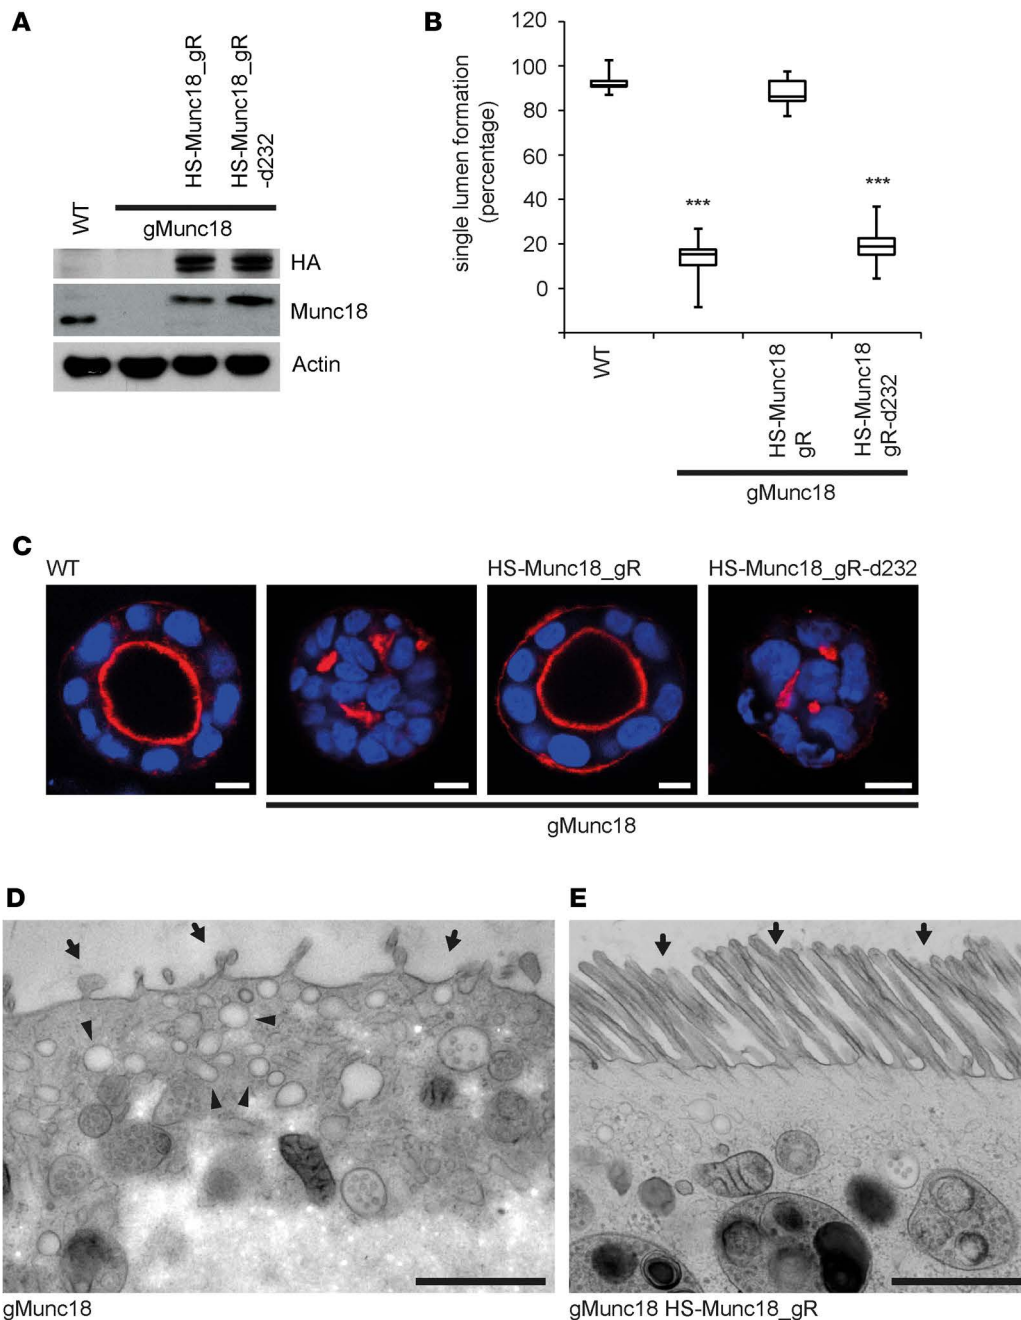 A
WT
HS-Munc18_gR
HS-Munc18_gR
-d232
gMunc18
HA
Munc18
Actin
B
single lumen formation
(percentage)
120
100
80
60
40
20
0
***
***
WT
HS-Munc18
gR
HS-Munc18
gR-d232
gMunc18
C
WT
HS-Munc18_gR
HS-Munc18_gR-d232
gMunc18
D
gMunc18
E
gMunc18 HS-Munc18_gR